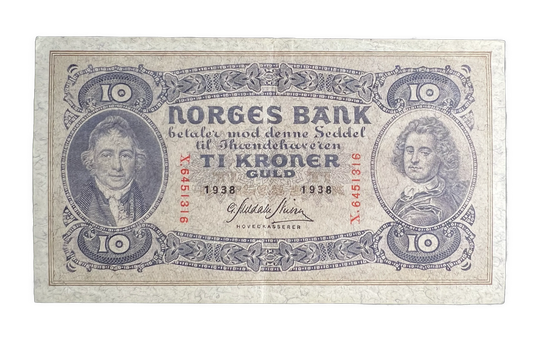 10 10
NORGES BANK
betaler mod denne Seddel
til Ihændehaveren
TI KRONER
GULD
X.6451316
X.6451316
1938 1938
HOVEDKASSERER
10 10